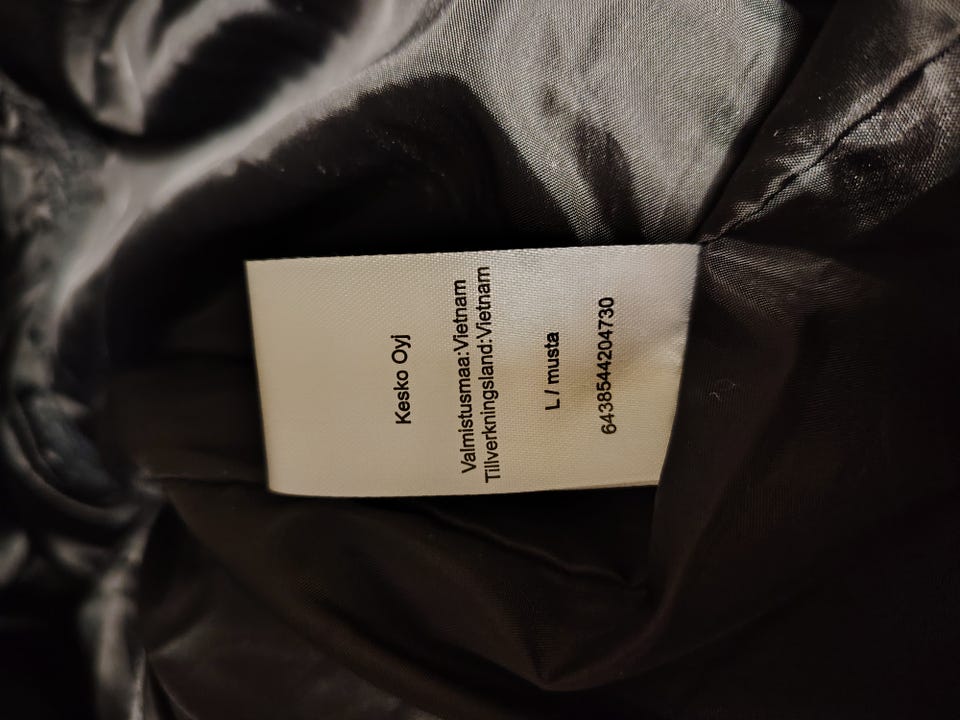 Kesko Oyj
Valmistusmaa:Vietnam
Tillverkningsland:Vietnam
L / musta
6438544204730